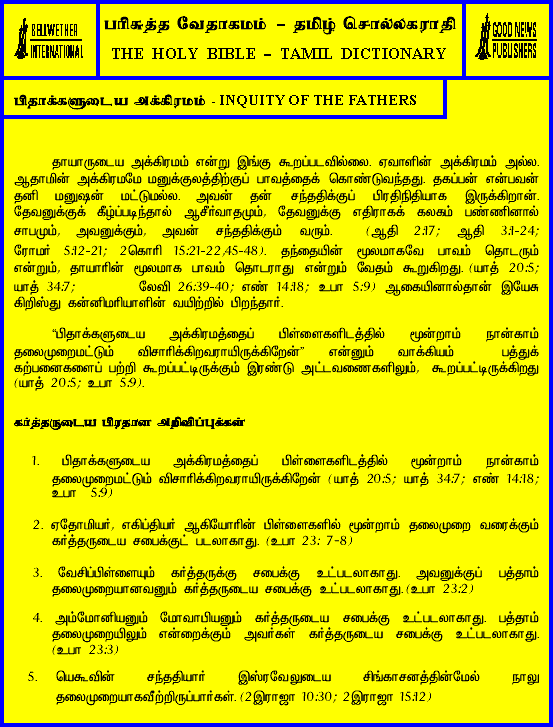 BELLWETHER
INTERNATIONAL
பரிசுத்த வேதாகமம் – தமிழ் சொல்லகராதி
THE HOLY BIBLE – TAMIL DICTIONARY
GOOD NEWS
PUBLISHERS
பிதாக்களுடைய அக்கிரமம் - INQUITY OF THE FATHERS
தாயாருடைய அக்கிரமம் என்று இங்கு கூறப்படவில்லை. ஏவாளின் அக்கிரமம் அல்ல.
ஆதாமின் அக்கிரமமே மனுக்குலத்திற்குப் பாவத்தைக் கொண்டுவந்தது. தகப்பன் என்பவன்
தனி மனுஷன் மட்டுமல்ல. அவன் தன் சந்ததிக்குப் பிரதிநிதியாக இருக்கிறான்.
தேவனுக்குக் கீழ்ப்படிந்தால் ஆசீர்வாதமும், தேவனுக்கு எதிராகக் கலகம் பண்ணினால்
சாபமும், அவனுக்கும், அவன் சந்ததிக்கும் வரும். (ஆதி 2:17; ஆதி 3:1-24;
ரோமர் 5:12-21; 2கொரி 15:21-22,45-48). தந்தையின் மூலமாகவே பாவம் தொடரும்
என்றும், தாயாரின் மூலமாக பாவம் தொடராது என்றும் வேதம் கூறுகிறது. (யாத் 20:5;
யாத் 34:7; லேவி 26:39-40; எண் 14:18; உபா 5:9) ஆகையினால்தான் இயேசு
கிறிஸ்து கன்னிமரியாளின் வயிற்றில் பிறந்தார்.
“பிதாக்களுடைய அக்கிரமத்தைப் பிள்ளைகளிடத்தில் மூன்றாம் நான்காம்
தலைமுறைமட்டும் விசாரிக்கிறவராயிருக்கிறேன்” என்னும் வாக்கியம் பத்துக்
கற்பனைகளைப் பற்றி கூறப்பட்டிருக்கும் இரண்டு அட்டவணைகளிலும், கூறப்பட்டிருக்கிறது
(யாத் 20:5; உபா 5:9).
கர்த்தருடைய பிரதான அறிவிப்புக்கள்
1. பிதாக்களுடைய அக்கிரமத்தைப் பிள்ளைகளிடத்தில் மூன்றாம் நான்காம்
தலைமுறைமட்டும் விசாரிக்கிறவராயிருக்கிறேன் (யாத் 20:5; யாத் 34:7; எண் 14:18;
உபா 5:9)
2. ஏதோமியர், எகிப்தியர் ஆகியோரின் பிள்ளைகளில் மூன்றாம் தலைமுறை வரைக்கும்
கர்த்தருடைய சபைக்குட் படலாகாது. (உபா 23: 7-8)
3. வேசிப்பிள்ளையும் கர்த்தருக்கு சபைக்கு உட்படலாகாது. அவனுக்குப் பத்தாம்
தலைமுறையானவனும் கர்த்தருடைய சபைக்கு உட்படலாகாது. (உபா 23:2)
4. அம்மோனியனும் மோவாபியனும் கர்த்தருடைய சபைக்கு உட்படலாகாது. பத்தாம்
தலைமுறையிலும் என்றைக்கும் அவர்கள் கர்த்தருடைய சபைக்கு உட்படலாகாது.
(உபா 23:3)
5. யெகூவின் சந்ததியார் இஸ்ரவேலுடைய சிங்காசனத்தின்மேல் நாலு
தலைமுறையாகவீற்றிருப்பார்கள். (2இராஜா 10:30; 2இராஜா 15:12)